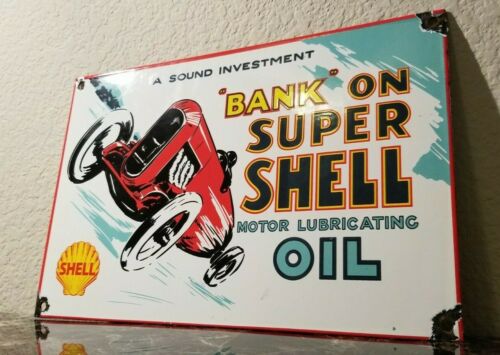 A SOUND INVESTMENT
"BANK" ON
SUPER
SHELL
MOTOR LUBRICATING
OIL
SHELL